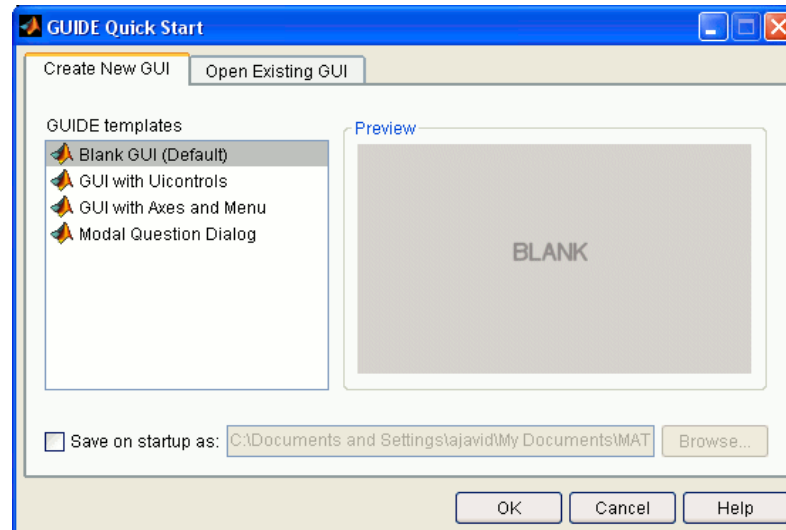 GUIDE Quick Start
Create New GUI
Open Existing GUI
GUIDE templates
Blank GUI (Default)
GUI with Uicontrols
GUI with Axes and Menu
Modal Question Dialog
Preview
BLANK
Save on startup as: C:\Documents and Settings\ajavid\My Documents\MAT Browse...
OK Cancel Help